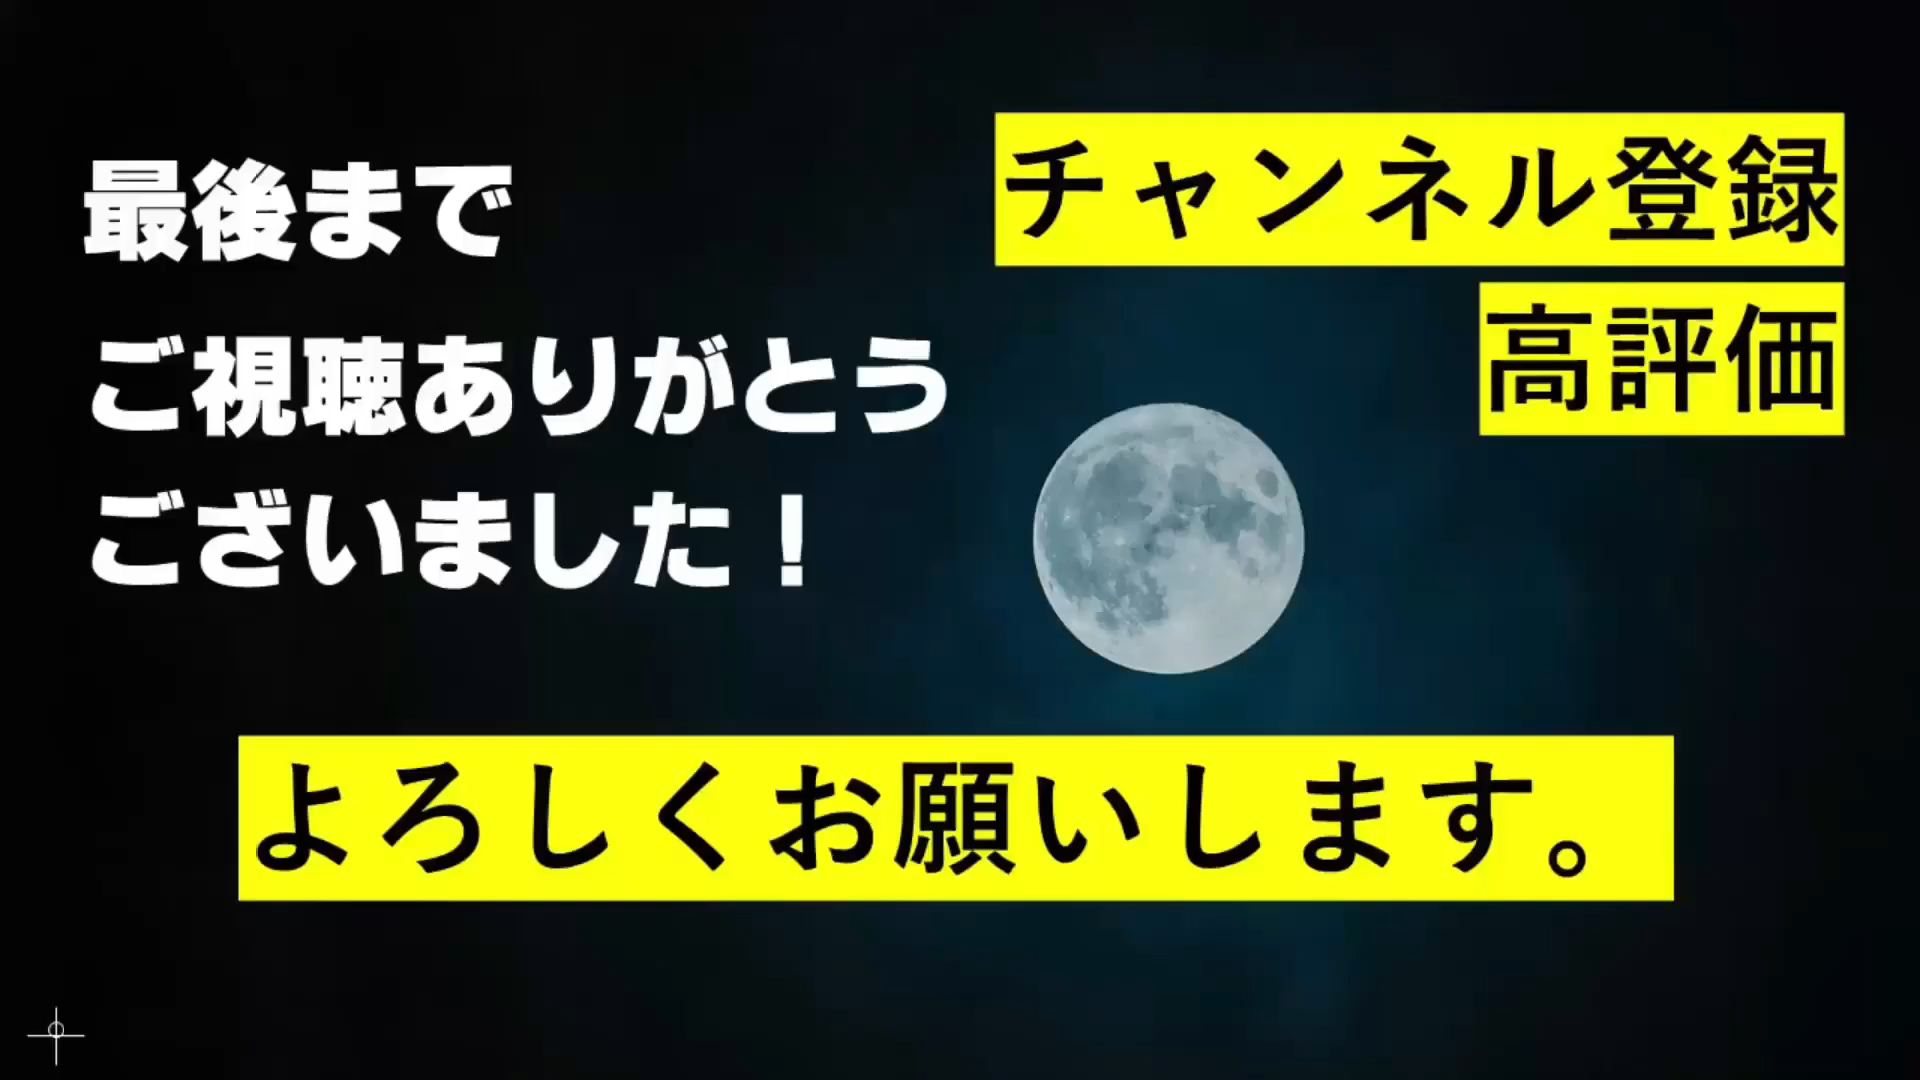 最後まで
ご視聴ありがとう
ございました！
チャンネル登録
高評価
よろしくお願いします。